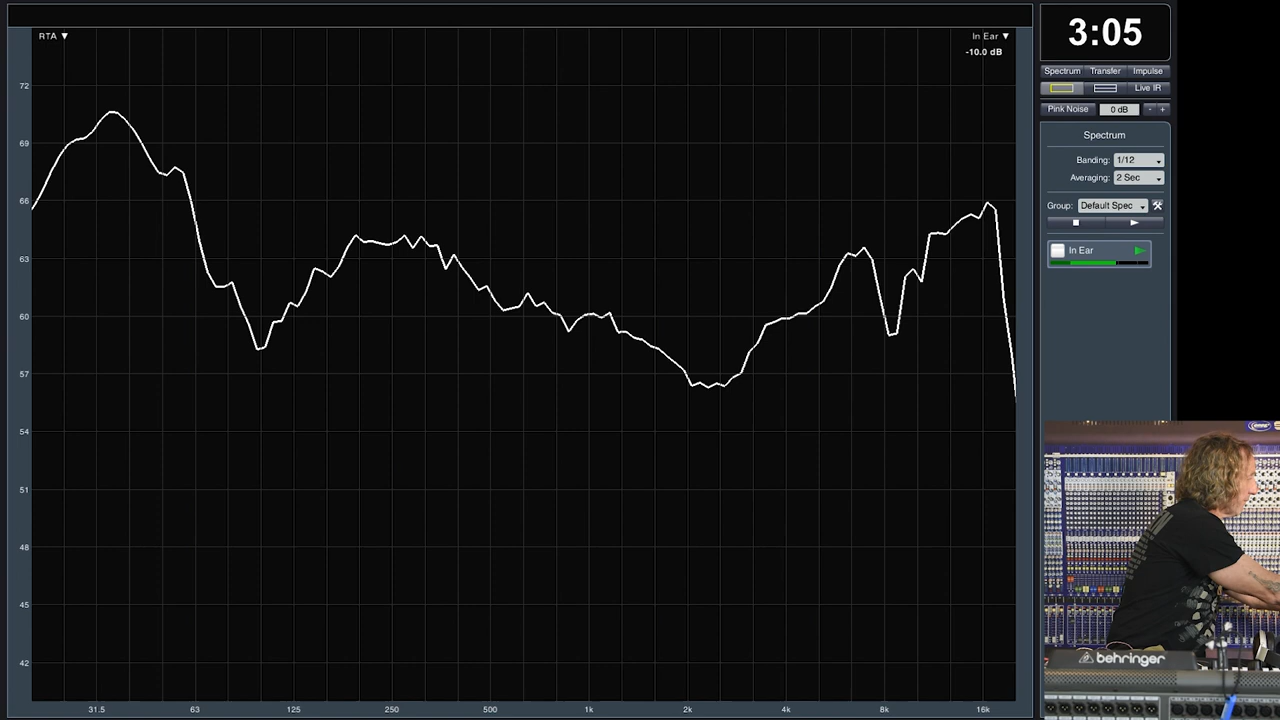 RTA ▼
In Ear ▼
-10.0 dB
72
69
66
63
60
57
54
51
48
45
42
31.5 63 125 250 500 1k 2k 4k 8k 16k
3:05
Spectrum Transfer Impulse
Live IR
Pink Noise 0 dB - +
Spectrum
Banding: 1/12
Averaging: 2 Sec
Group: Default Spec
In Ear
behringer